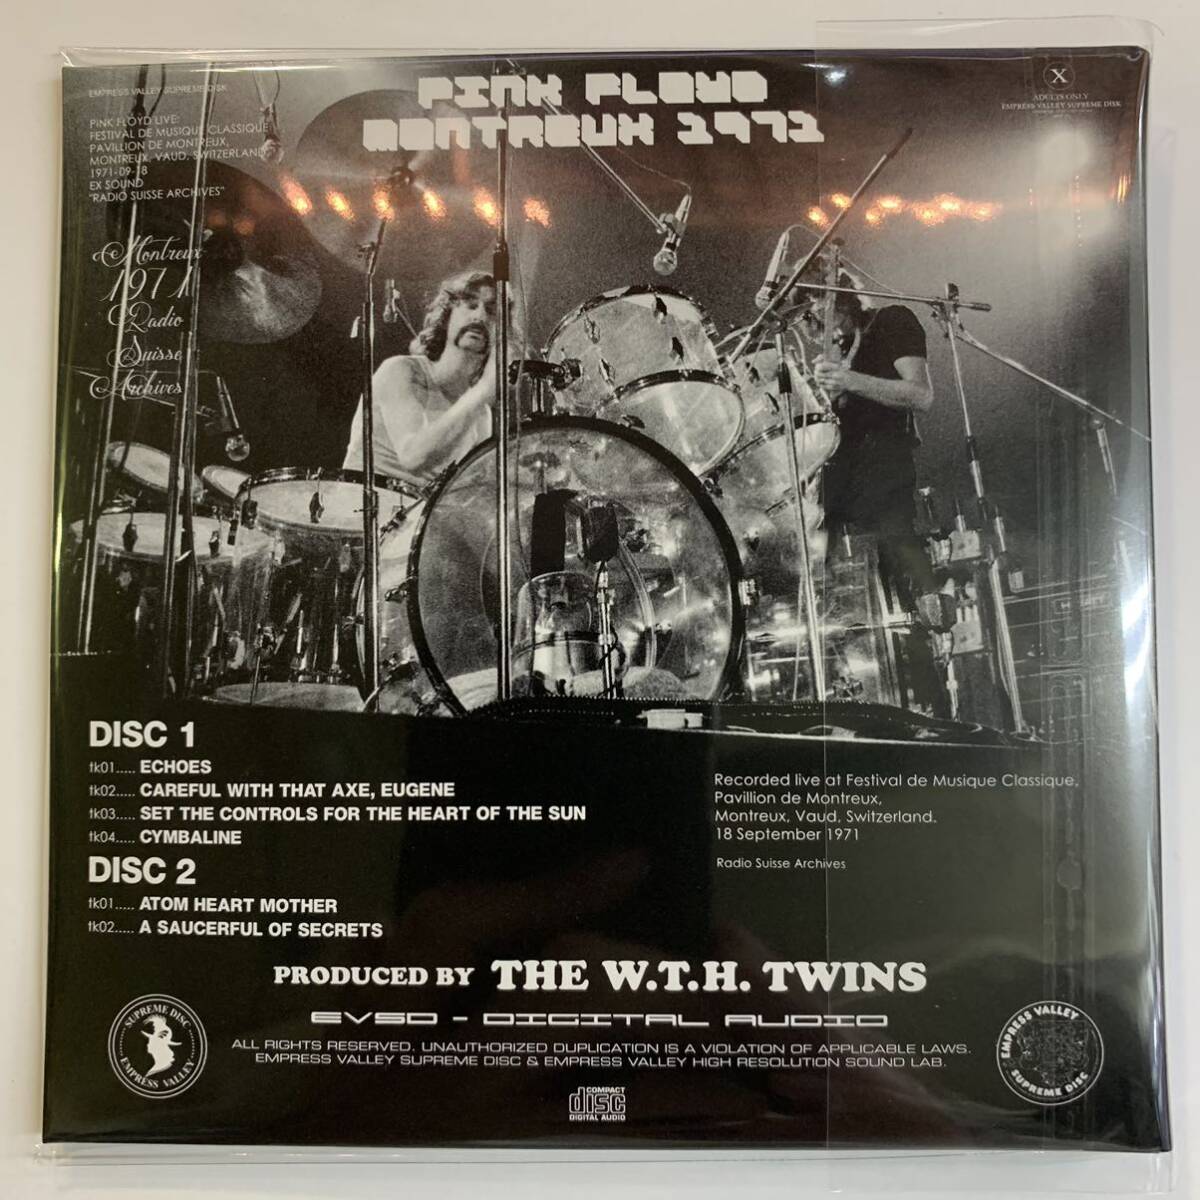 EMPRESS VALLEY SUPREME DISK
PINK FLOYD LIVE:
FESTIVAL DE MUSIQUE CLASSIQUE
PAVILLION DE MONTREUX,
MONTREUX, VAUD, SWITZERLAND
1971-09-18
EX SOUND
"RADIO SUISSE ARCHIVES"
PINK FLOYD
MONTREUX 1971
X
ADULTS ONLY
EMPRESS VALLEY SUPREME DISK
Montreux
1971
Radio
Suisse
Archives
DISC 1
tk01..... ECHOES
tk02..... CAREFUL WITH THAT AXE, EUGENE
tk03..... SET THE CONTROLS FOR THE HEART OF THE SUN
tk04..... CYMBALINE
DISC 2
tk01..... ATOM HEART MOTHER
tk02..... A SAUCERFUL OF SECRETS
Recorded live at Festival de Musique Classique,
Pavillion de Montreux,
Montreux, Vaud, Switzerland.
18 September 1971
Radio Suisse Archives
PRODUCED BY THE W.T.H. TWINS
EVSD - DIGITAL AUDIO
ALL RIGHTS RESERVED. UNAUTHORIZED DUPLICATION IS A VIOLATION OF APPLICABLE LAWS.
EMPRESS VALLEY SUPREME DISC & EMPRESS VALLEY HIGH RESOLUTION SOUND LAB.
SUPREME DISC
EMPRESS VALLEY
EMPRESS VALLEY
SUPREME DISC
COMPACT
disc
DIGITAL AUDIO